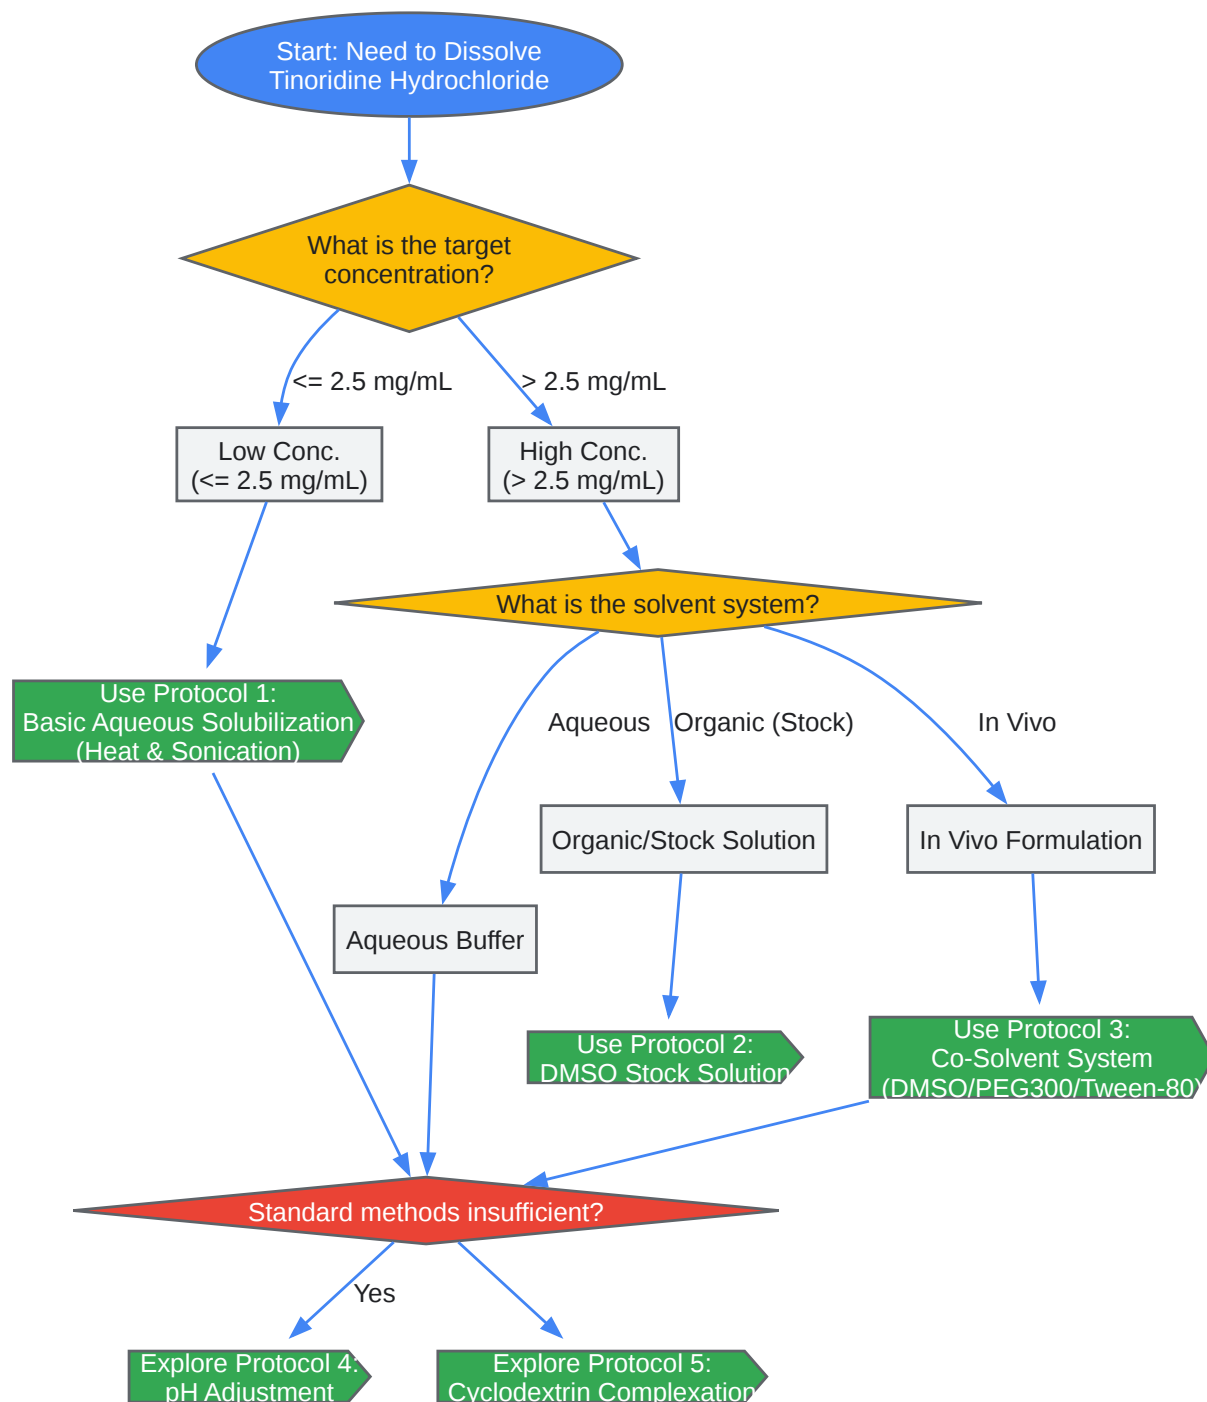 Start: Need to Dissolve
Tinoridine Hydrochloride
What is the target
concentration?
<= 2.5 mg/mL
> 2.5 mg/mL
Low Conc.
(<= 2.5 mg/mL)
High Conc.
(> 2.5 mg/mL)
What is the solvent system?
Use Protocol 1:
Basic Aqueous Solubilization
(Heat & Sonication)
Aqueous
Organic (Stock)
In Vivo
Organic/Stock Solution
In Vivo Formulation
Aqueous Buffer
Use Protocol 2:
DMSO Stock Solution
Use Protocol 3:
Co-Solvent System
(DMSO/PEG300/Tween-80)
Standard methods insufficient?
Yes
Explore Protocol 4:
pH Adjustment
Explore Protocol 5:
Cyclodextrin Complexation